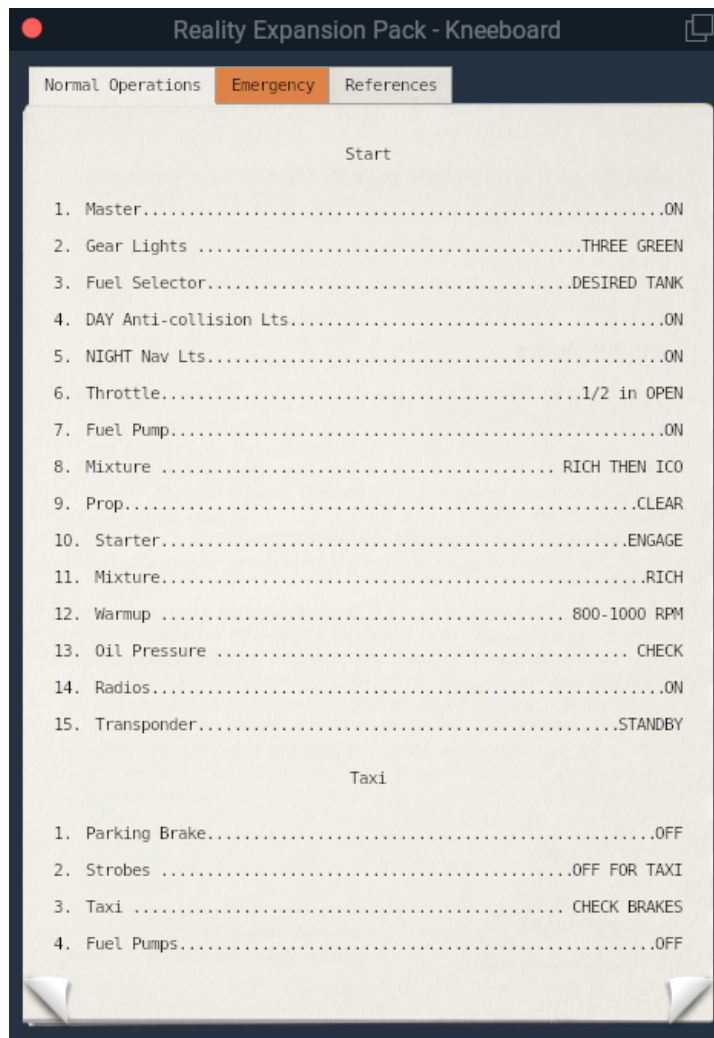 Reality Expansion Pack - Kneeboard
Normal Operations Emergency References
Start
1. Master............................................................ON
2. Gear Lights ..........................................THREE GREEN
3. Fuel Selector........................................DESIRED TANK
4. DAY Anti-collision Lts.........................................ON
5. NIGHT Nav Lts..................................................ON
6. Throttle..............................................1/2 in OPEN
7. Fuel Pump......................................................ON
8. Mixture ........................................... RICH THEN ICO
9. Prop........................................................CLEAR
10. Starter...................................................ENGAGE
11. Mixture.....................................................RICH
12. Warmup ............................................ 800-1000 RPM
13. Oil Pressure ............................................. CHECK
14. Radios........................................................ON
15. Transponder..............................................STANDBY
Taxi
1. Parking Brake.................................................OFF
2. Strobes .............................................OFF FOR TAXI
3. Taxi ............................................... CHECK BRAKES
4. Fuel Pumps....................................................OFF